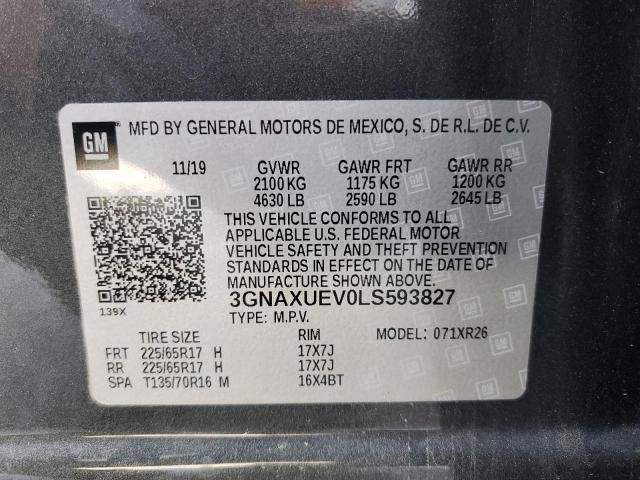 GM
MFD BY GENERAL MOTORS DE MEXICO, S. DE R.L. DE C.V.
11/19 GVWR GAWR FRT GAWR RR
2100 KG 1175 KG 1200 KG
4630 LB 2590 LB 2645 LB
THIS VEHICLE CONFORMS TO ALL
APPLICABLE U.S. FEDERAL MOTOR
VEHICLE SAFETY AND THEFT PREVENTION
STANDARDS IN EFFECT ON THE DATE OF
MANUFACTURE SHOWN ABOVE.
139X
3GNAXUEV0LS593827
TYPE: M.P.V. MODEL: 071XR26
TIRE SIZE RIM
FRT 225/65R17 H 17X7J
RR 225/65R17 H 17X7J
SPA T135/70R16 M 16X4BT